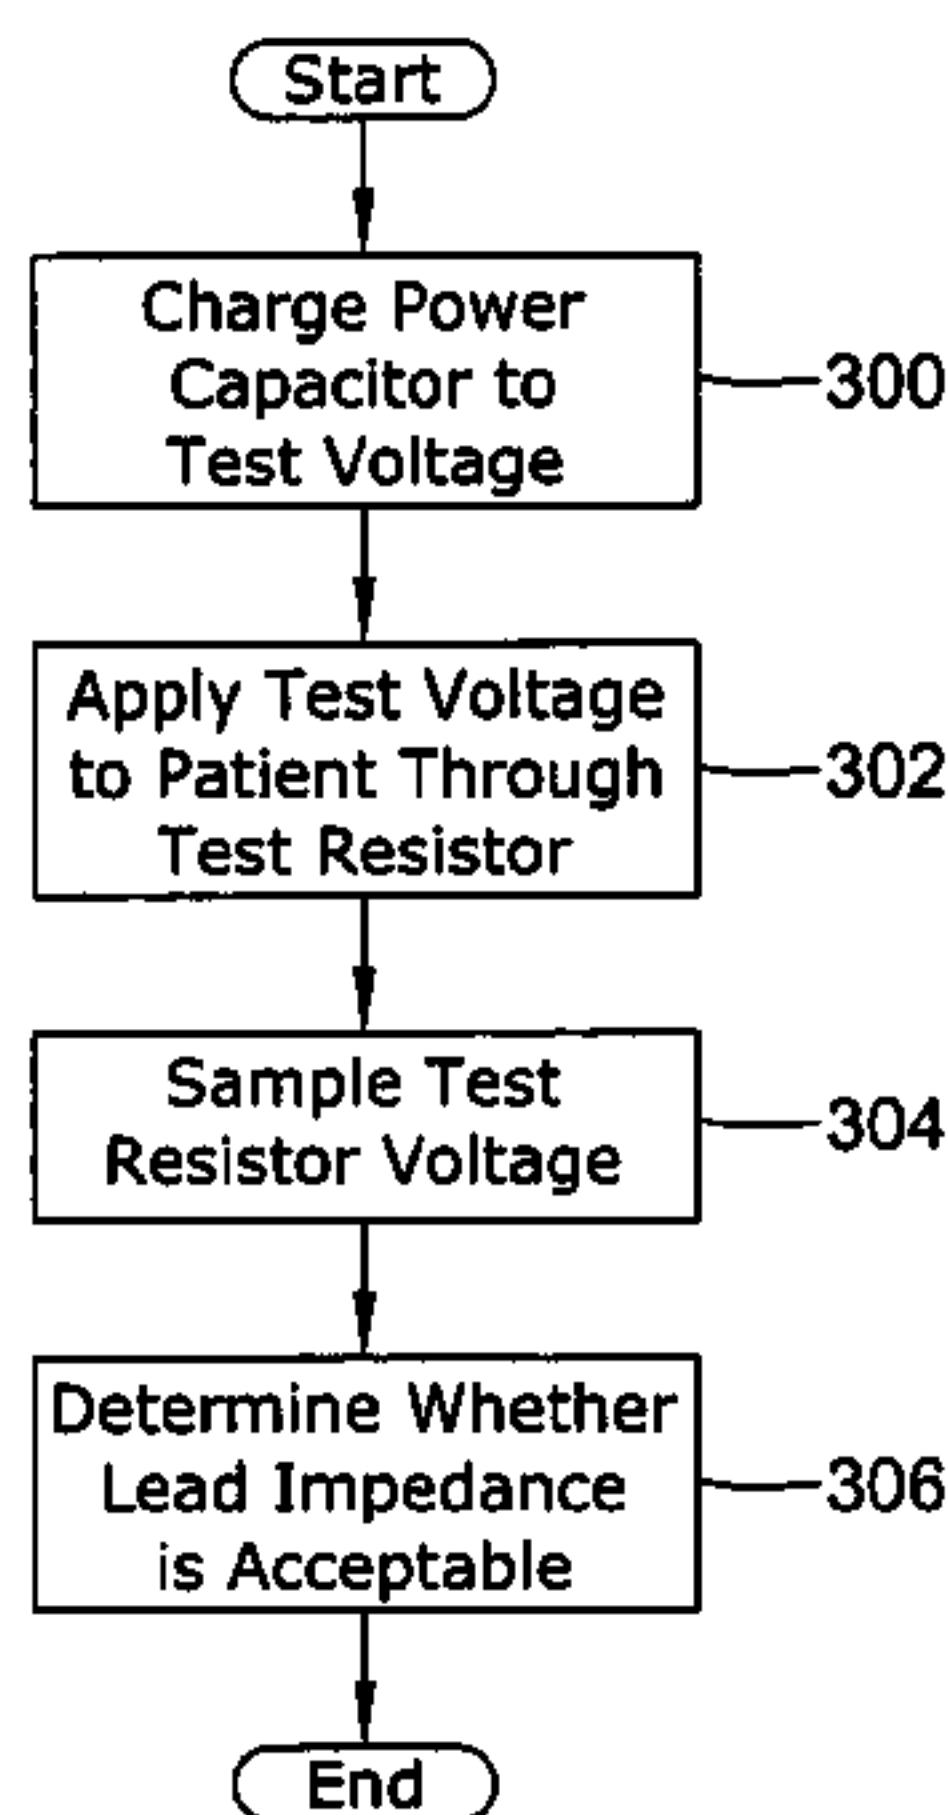 Start
Charge Power
Capacitor to
Test Voltage
300
Apply Test Voltage
to Patient Through
Test Resistor
302
Sample Test
Resistor Voltage
304
Determine Whether
Lead Impedance
is Acceptable
306
End